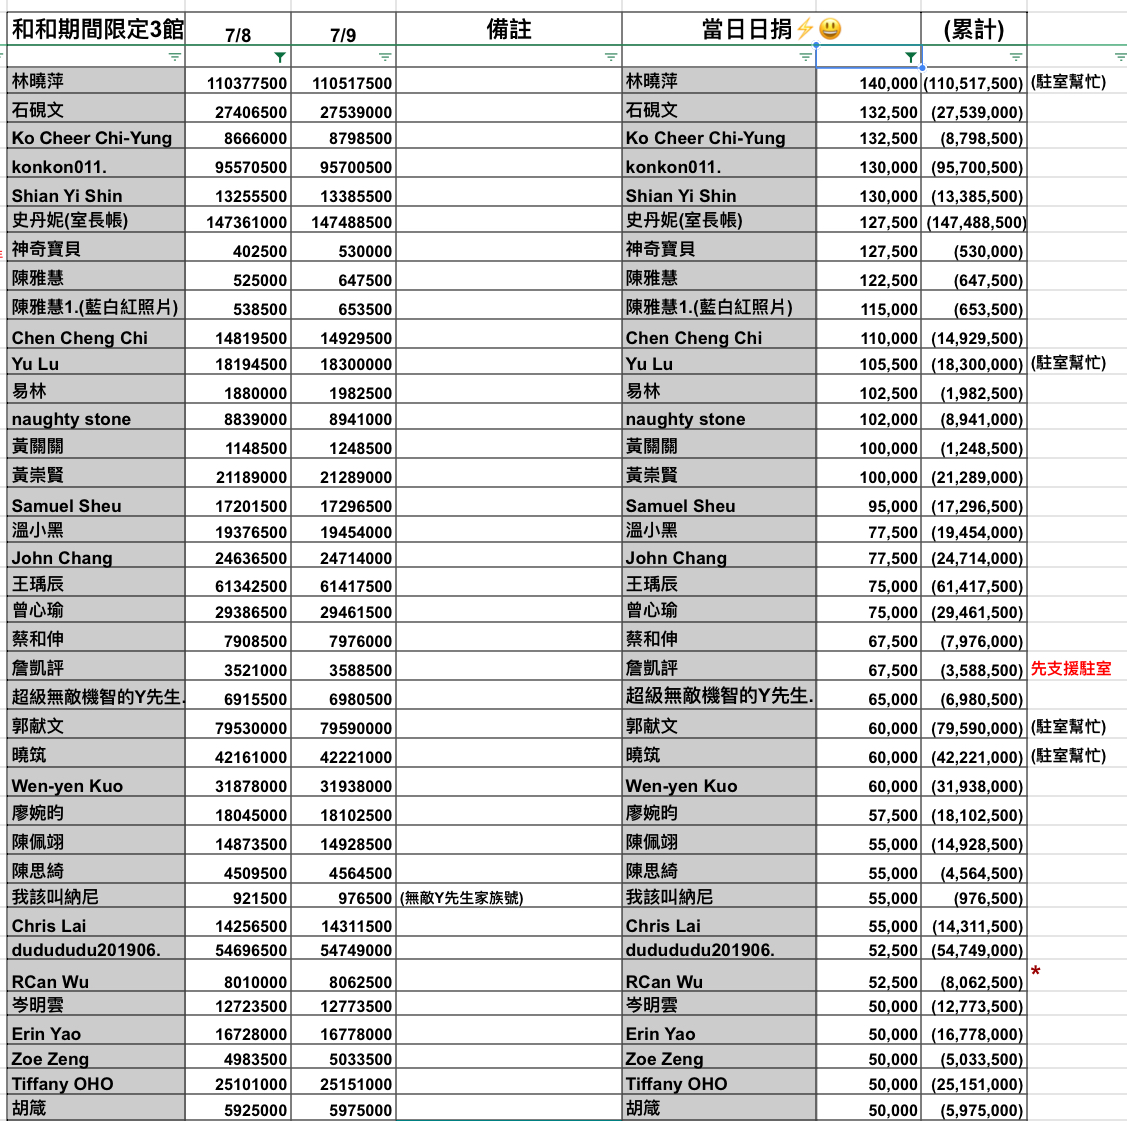 和和期間限定3館 7/8 7/9 備註 當日日捐⚡😃 (累計)
林曉萍 110377500 110517500 林曉萍 140,000 (110,517,500) (駐室幫忙)
石硯文 27406500 27539000 石硯文 132,500 (27,539,000)
Ko Cheer Chi-Yung 8666000 8798500 Ko Cheer Chi-Yung 132,500 (8,798,500)
konkon011. 95570500 95700500 konkon011. 130,000 (95,700,500)
Shian Yi Shin 13255500 13385500 Shian Yi Shin 130,000 (13,385,500)
史丹妮(室長帳) 147361000 147488500 史丹妮(室長帳) 127,500 (147,488,500)
神奇寶貝 402500 530000 神奇寶貝 127,500 (530,000)
陳雅慧 525000 647500 陳雅慧 122,500 (647,500)
陳雅慧1.(藍白紅照片) 538500 653500 陳雅慧1.(藍白紅照片) 115,000 (653,500)
Chen Cheng Chi 14819500 14929500 Chen Cheng Chi 110,000 (14,929,500)
Yu Lu 18194500 18300000 Yu Lu 105,500 (18,300,000) (駐室幫忙)
易林 1880000 1982500 易林 102,500 (1,982,500)
naughty stone 8839000 8941000 naughty stone 102,000 (8,941,000)
黃關關 1148500 1248500 黃關關 100,000 (1,248,500)
黃崇賢 21189000 21289000 黃崇賢 100,000 (21,289,000)
Samuel Sheu 17201500 17296500 Samuel Sheu 95,000 (17,296,500)
溫小黑 19376500 19454000 溫小黑 77,500 (19,454,000)
John Chang 24636500 24714000 John Chang 77,500 (24,714,000)
王瑀辰 61342500 61417500 王瑀辰 75,000 (61,417,500)
曾心瑜 29386500 29461500 曾心瑜 75,000 (29,461,500)
蔡和伸 7908500 7976000 蔡和伸 67,500 (7,976,000)
詹凱評 3521000 3588500 詹凱評 67,500 (3,588,500) 先支援駐室
超級無敵機智的Y先生. 6915500 6980500 超級無敵機智的Y先生. 65,000 (6,980,500)
郭献文 79530000 79590000 郭献文 60,000 (79,590,000) (駐室幫忙)
曉筑 42161000 42221000 曉筑 60,000 (42,221,000) (駐室幫忙)
Wen-yen Kuo 31878000 31938000 Wen-yen Kuo 60,000 (31,938,000)
廖婉昀 18045000 18102500 廖婉昀 57,500 (18,102,500)
陳佩翊 14873500 14928500 陳佩翊 55,000 (14,928,500)
陳思綺 4509500 4564500 陳思綺 55,000 (4,564,500)
我該叫納尼 921500 976500 (無敵Y先生家族號) 我該叫納尼 55,000 (976,500)
Chris Lai 14256500 14311500 Chris Lai 55,000 (14,311,500)
dudududu201906. 54696500 54749000 dudududu201906. 52,500 (54,749,000)
RCan Wu 8010000 8062500 RCan Wu 52,500 (8,062,500) *
岑明雲 12723500 12773500 岑明雲 50,000 (12,773,500)
Erin Yao 16728000 16778000 Erin Yao 50,000 (16,778,000)
Zoe Zeng 4983500 5033500 Zoe Zeng 50,000 (5,033,500)
Tiffany OHO 25101000 25151000 Tiffany OHO 50,000 (25,151,000)
胡箴 5925000 5975000 胡箴 50,000 (5,975,000)